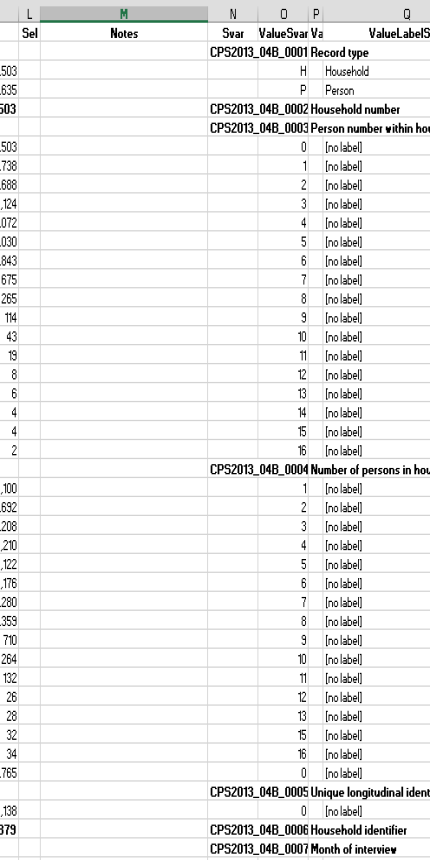 L M N O P Q
Sel Notes Svar ValueSvar Va ValueLabelS
CPS2013_04B_0001 Record type
.503 H Household
.635 P Person
503 CPS2013_04B_0002 Household number
CPS2013_04B_0003 Person number within hou
.503 0 [no label]
.738 1 [no label]
.688 2 [no label]
,124 3 [no label]
.072 4 [no label]
.030 5 [no label]
.843 6 [no label]
675 7 [no label]
265 8 [no label]
114 9 [no label]
43 10 [no label]
19 11 [no label]
8 12 [no label]
6 13 [no label]
4 14 [no label]
4 15 [no label]
2 16 [no label]
CPS2013_04B_0004 Number of persons in hou
,100 1 [no label]
.692 2 [no label]
.208 3 [no label]
,210 4 [no label]
,122 5 [no label]
,176 6 [no label]
.280 7 [no label]
.359 8 [no label]
710 9 [no label]
264 10 [no label]
132 11 [no label]
26 12 [no label]
28 13 [no label]
32 15 [no label]
34 16 [no label]
.765 0 [no label]
CPS2013_04B_0005 Unique longitudinal ident
,138 0 [no label]
379 CPS2013_04B_0006 Household identifier
CPS2013_04B_0007 Month of interview